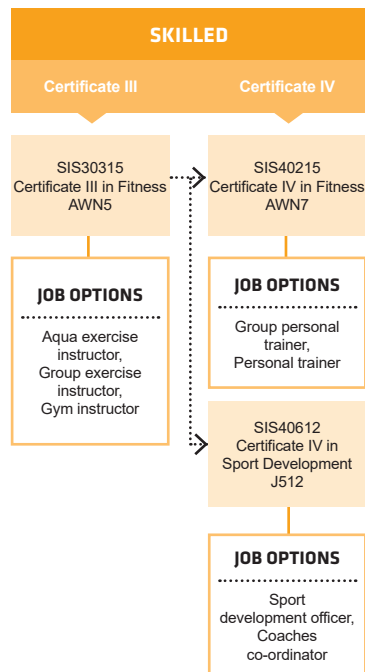 SKILLED
Certificate III
Certificate IV
SIS30315
Certificate III in Fitness
AWN5
JOB OPTIONS
Aqua exercise
instructor,
Group exercise
instructor,
Gym instructor
SIS40215
Certificate IV in Fitness
AWN7
JOB OPTIONS
Group personal
trainer,
Personal trainer
SIS40612
Certificate IV in
Sport Development
J512
JOB OPTIONS
Sport
development officer,
Coaches
co-ordinator